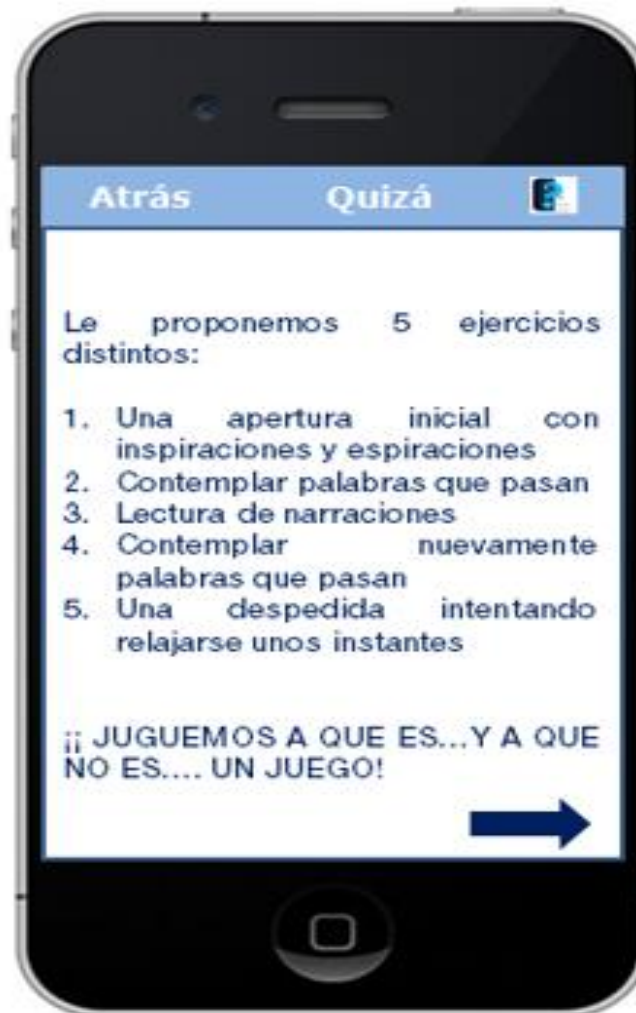 Atrás Quizá
Le proponemos 5 ejercicios
distintos:
1. Una apertura inicial con
inspiraciones y espiraciones
2. Contemplar palabras que pasan
3. Lectura de narraciones
4. Contemplar nuevamente
palabras que pasan
5. Una despedida intentando
relajarse unos instantes
¡¡ JUGUEMOS A QUE ES...Y A QUE
NO ES.... UN JUEGO!